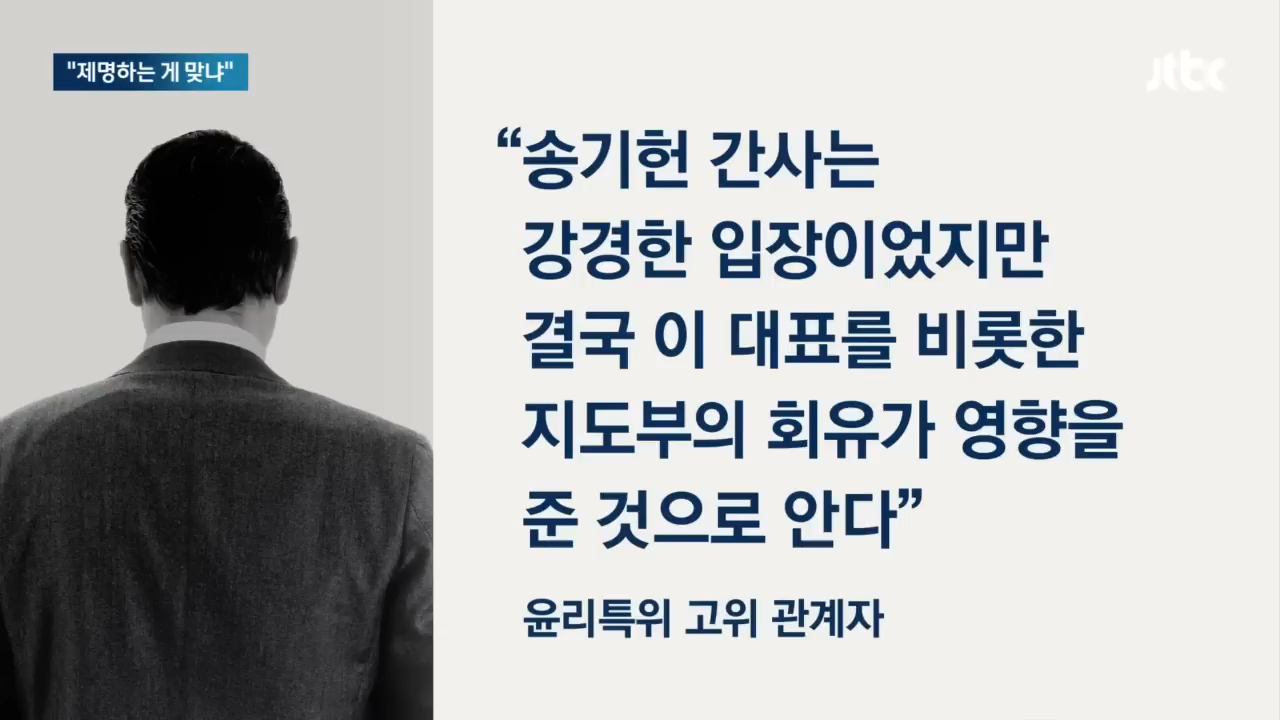 "제명하는 게 맞냐"
jtbc
“송기헌 간사는
강경한 입장이었지만
결국 이 대표를 비롯한
지도부의 회유가 영향을
준 것으로 안다”
윤리특위 고위 관계자